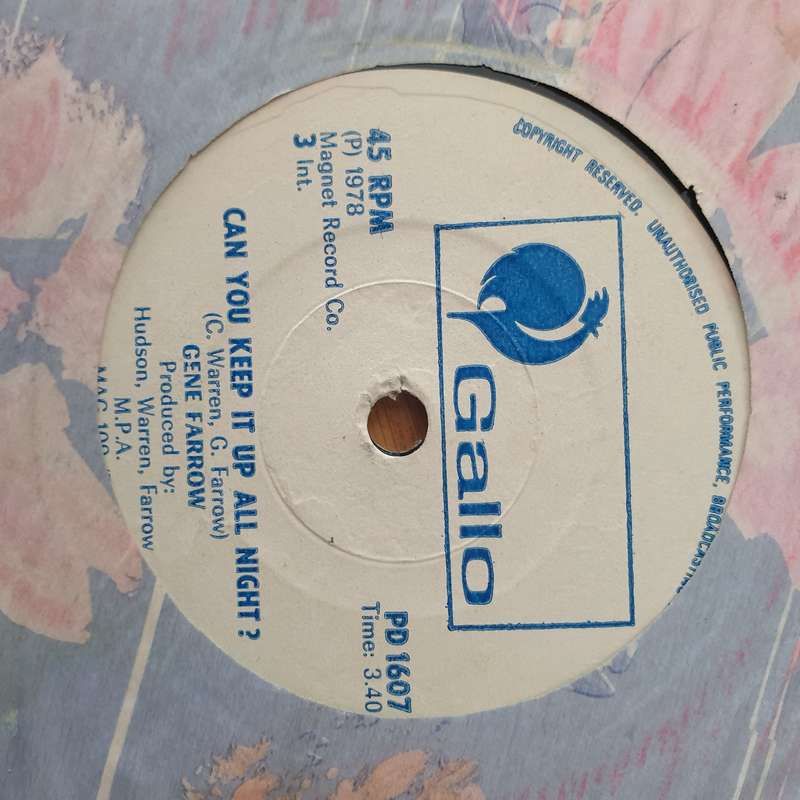 COPYRIGHT RESERVED. UNAUTHORISED PUBLIC PERFORMANCE,
Gallo
45 RPM
(P) 1978
Magnet Record Co.
3 Int.
PD 1607
Time: 3.40
CAN YOU KEEP IT UP ALL NIGHT?
(C. Warren, G. Farrow)
GENE FARROW
Produced by:
Hudson, Warren, Farrow
M.P.A.